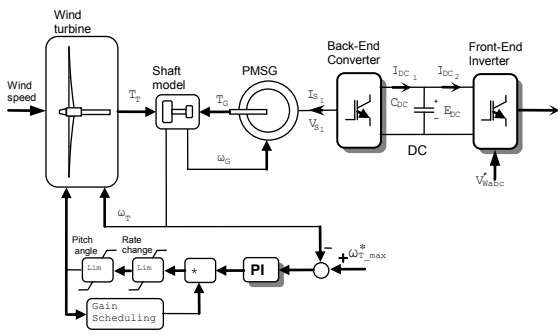 Wind
turbine
Wind
speed
T_T
Shaft
model
T_G
PMSG
ω_G
I_S1
V_S1
Back-End
Converter
I_DC1
I_DC2
C_DC
+
−
E_DC
DC
Front-End
Inverter
V'_Wabc
ω_T
Pitch
angle
Rate
change
Lim
Lim
*
PI
−
+
ω*_T_max
Gain
Scheduling